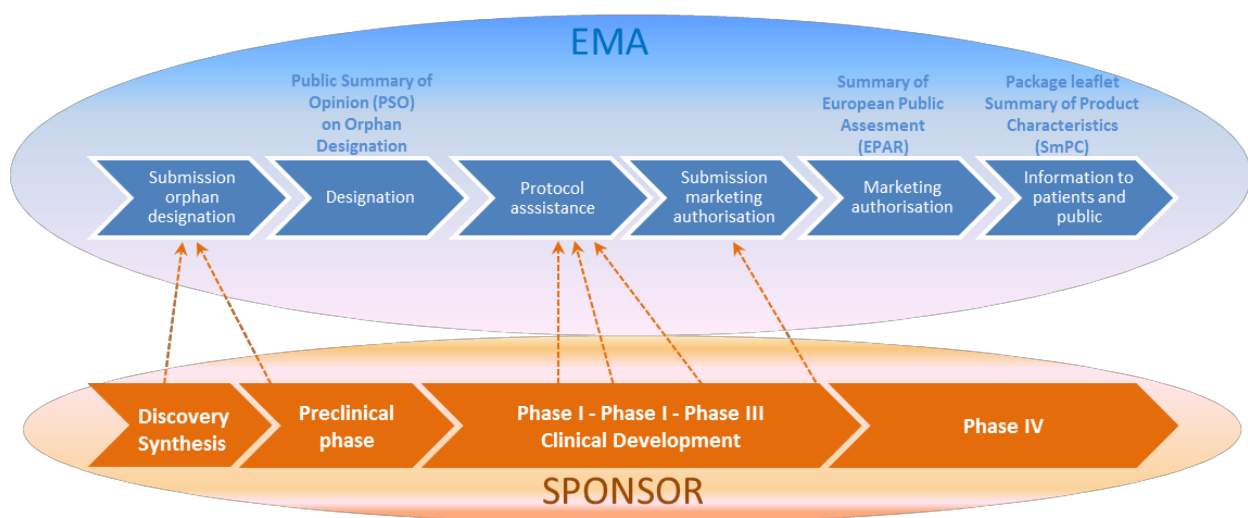 EMA
Public Summary of
Opinion (PSO)
on Orphan
Designation
Summary of
European Public
Assesment
(EPAR)
Package leaflet
Summary of Product
Characteristics
(SmPC)
Submission
orphan
designation
Designation
Protocol
asssistance
Submission
marketing
authorisation
Marketing
authorisation
Information to
patients and
public
Discovery
Synthesis
Preclinical
phase
Phase I - Phase I - Phase III
Clinical Development
Phase IV
SPONSOR